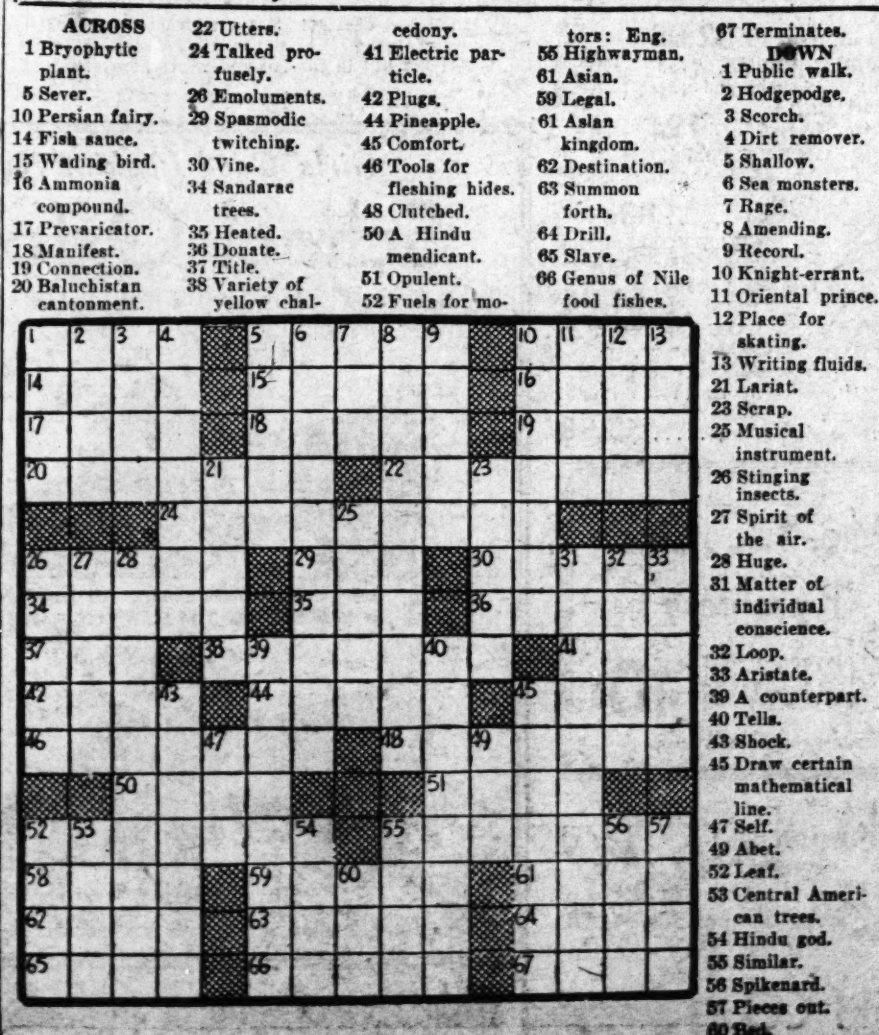 ACROSS
1 Bryophytic
plant.
5 Sever.
10 Persian fairy.
14 Fish sauce.
15 Wading bird.
16 Ammonia
compound.
17 Prevaricator.
18 Manifest.
19 Connection.
20 Baluchistan
cantonment.
22 Utters.
24 Talked pro-
fusely.
26 Emoluments.
29 Spasmodic
twitching.
30 Vine.
34 Sandarac
trees.
35 Heated.
36 Donate.
37 Title.
38 Variety of
yellow chal-
cedony.
41 Electric par-
ticle.
42 Plugs.
44 Pineapple.
45 Comfort.
46 Tools for
fleshing hides.
48 Clutched.
50 A Hindu
mendicant.
51 Opulent.
52 Fuels for mo-
tors: Eng.
55 Highwayman.
61 Asian.
59 Legal.
61 Asian
kingdom.
62 Destination.
63 Summon
forth.
64 Drill.
65 Slave.
66 Genus of Nile
food fishes.
67 Terminates.
DOWN
1 Public walk.
2 Hodgepodge.
3 Scorch.
4 Dirt remover.
5 Shallow.
6 Sea monsters.
7 Rage.
8 Amending.
9 Record.
10 Knight-errant.
11 Oriental prince.
12 Place for
skating.
13 Writing fluids.
21 Lariat.
23 Scrap.
25 Musical
instrument.
26 Stinging
insects.
27 Spirit of
the air.
28 Huge.
31 Matter of
individual
conscience.
32 Loop.
33 Aristate.
39 A counterpart.
40 Tells.
43 Shock.
45 Draw certain
mathematical
line.
47 Self.
49 Abet.
52 Leaf.
53 Central Ameri-
can trees.
54 Hindu god.
55 Similar.
56 Spikenard.
57 Pieces out.
60 Bed.
1 2 3 4 5 6 7 8 9 10 11 12 13
14 15 16
17 18 19
20 21 22 23
24 25
26 27 28 29 30 31 32 33
34 35 36
37 38 39 40 41
42 43 44 45
46 47 48 49
50 51
52 53 54 55 56 57
58 59 60 61
62 63 64
65 66 67